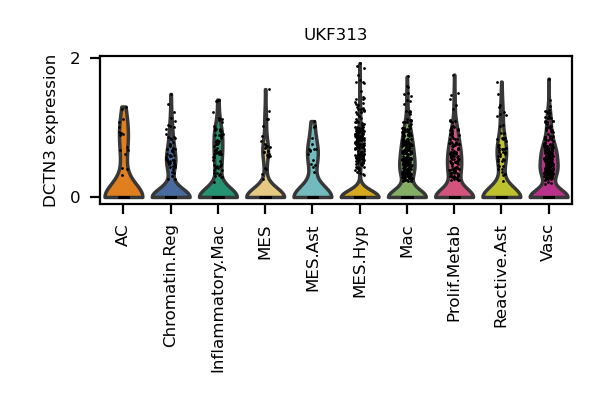 UKF313
DCTN3 expression
2
0
AC
Chromatin.Reg
Inflammatory.Mac
MES
MES.Ast
MES.Hyp
Mac
Prolif.Metab
Reactive.Ast
Vasc